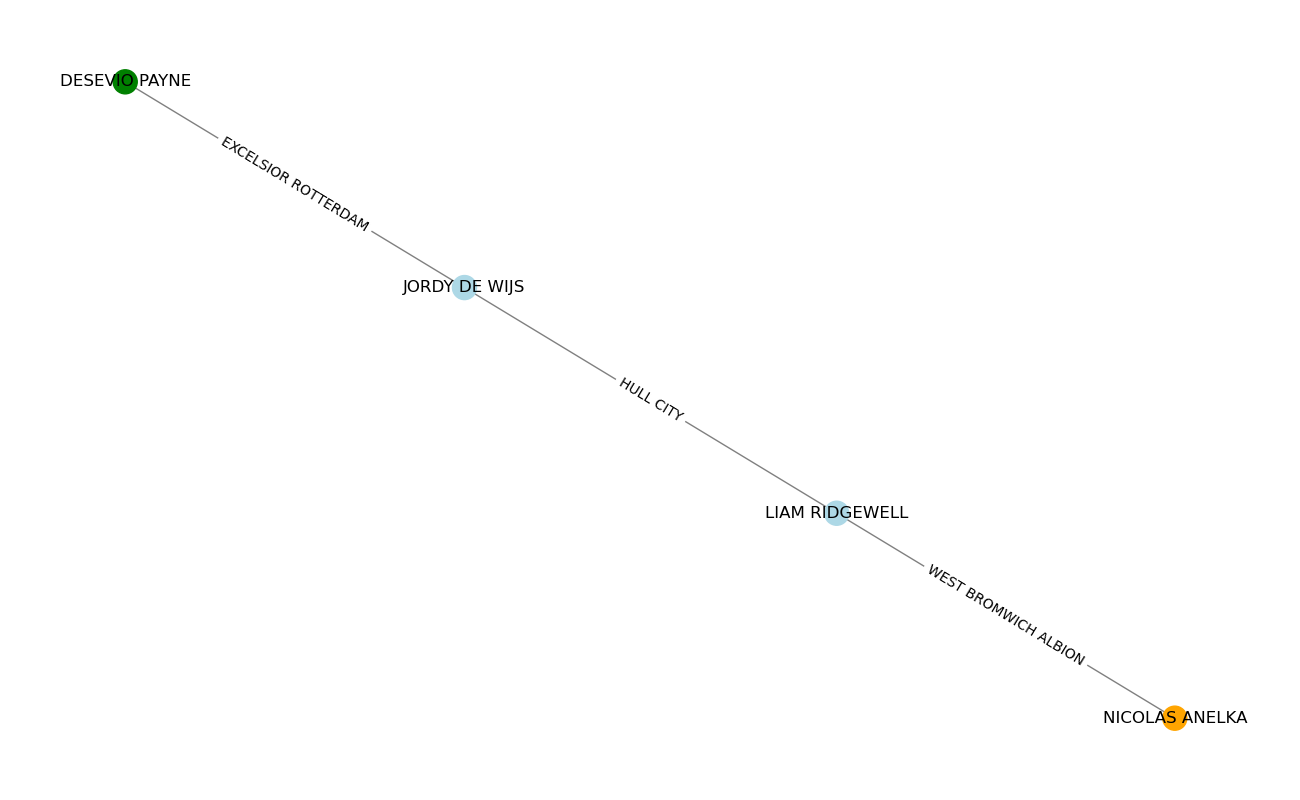 DESEVIO PAYNE
EXCELSIOR ROTTERDAM
JORDY DE WIJS
HULL CITY
LIAM RIDGEWELL
WEST BROMWICH ALBION
NICOLAS ANELKA